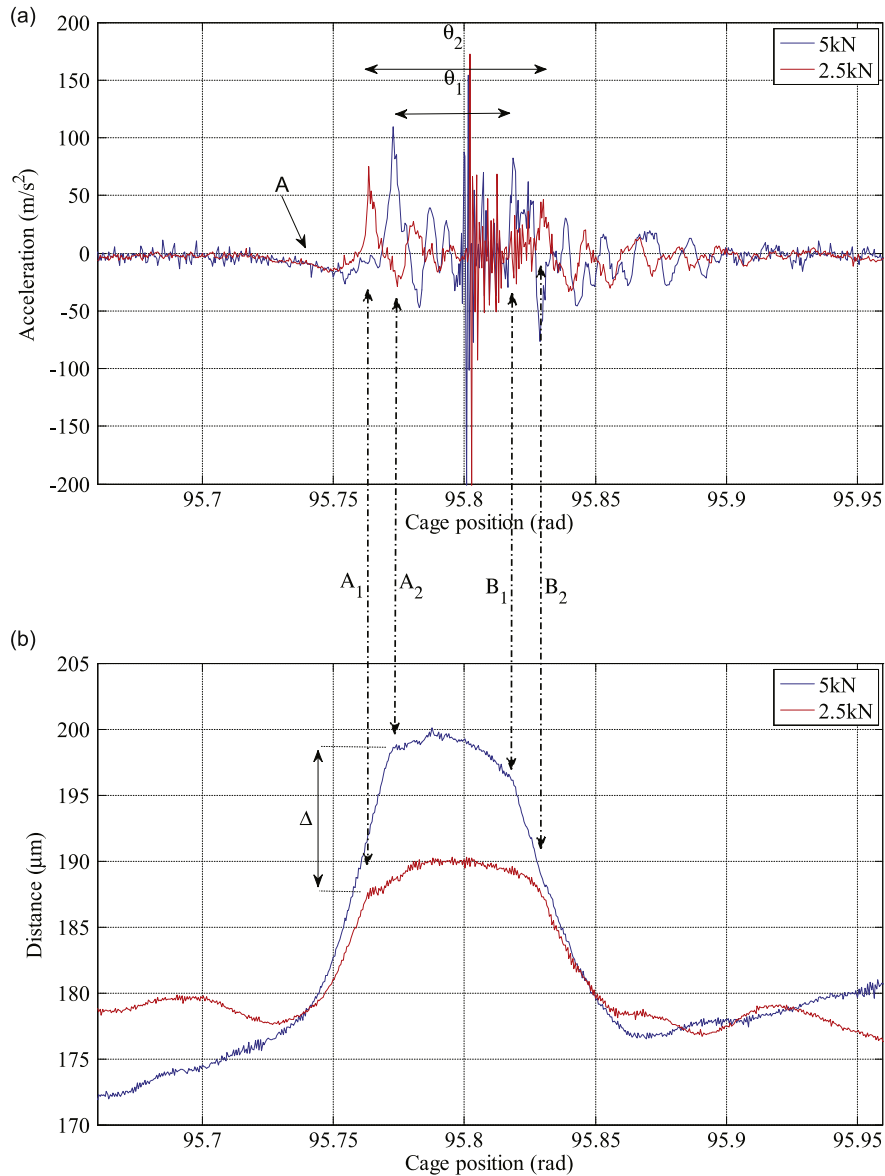 (a)
200
150
100
50
0
-50
-100
-150
-200
Acceleration (m/s²)
θ₂
θ₁
A
5kN
2.5kN
95.7
95.75
95.8
95.85
95.9
95.95
Cage position (rad)
A₁
A₂
B₁
B₂
(b)
205
200
195
190
185
180
175
170
Distance (μm)
Δ
5kN
2.5kN
95.7
95.75
95.8
95.85
95.9
95.95
Cage position (rad)